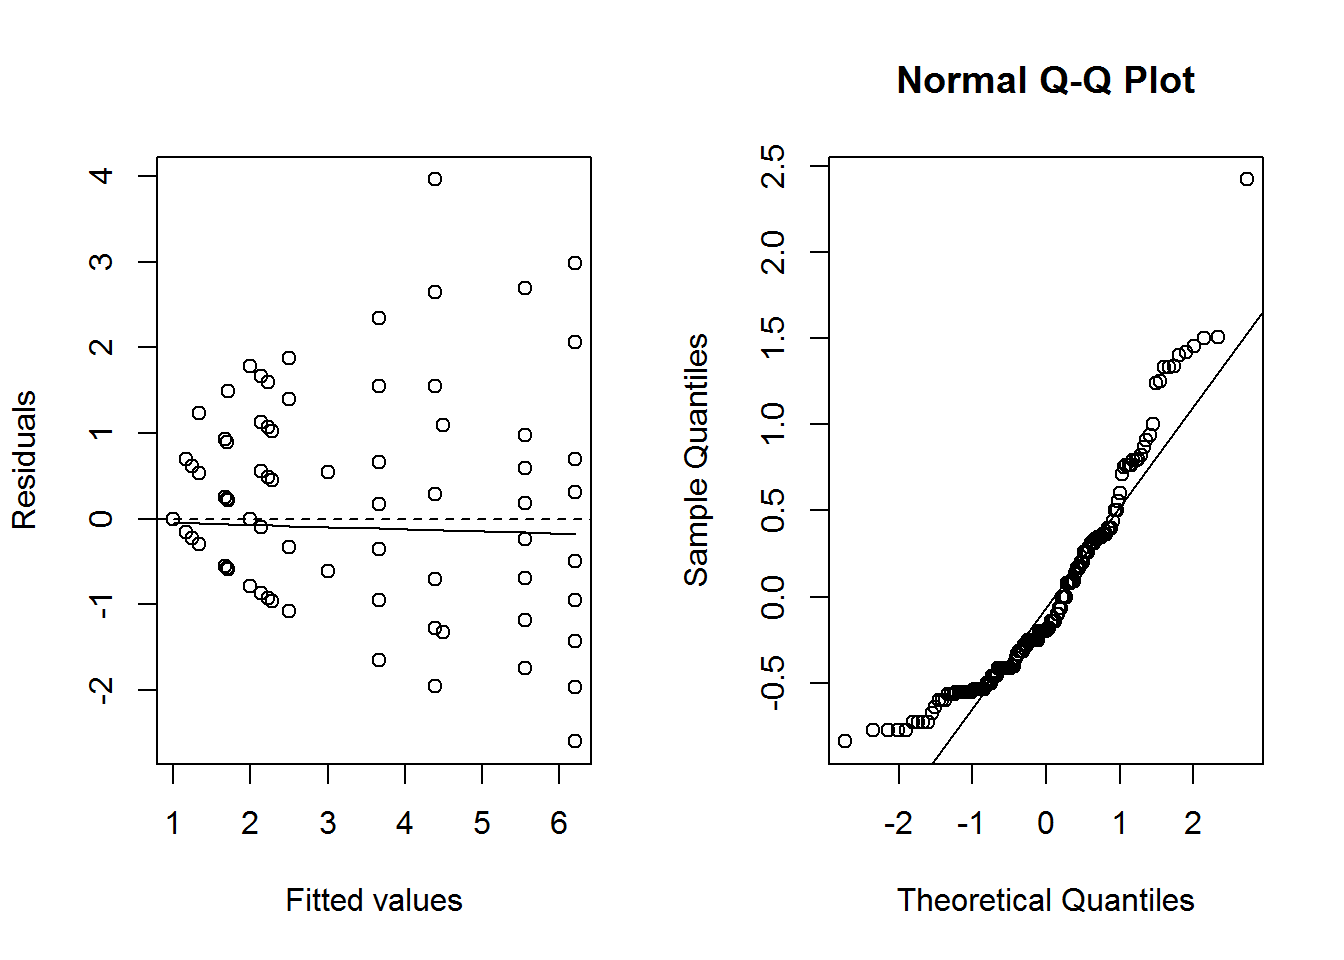 Residuals
4
3
2
1
0
-1
-2
1 2 3 4 5 6
Fitted values
Normal Q-Q Plot
Sample Quantiles
2.5
2.0
1.5
1.0
0.5
0.0
-0.5
-2 -1 0 1 2
Theoretical Quantiles